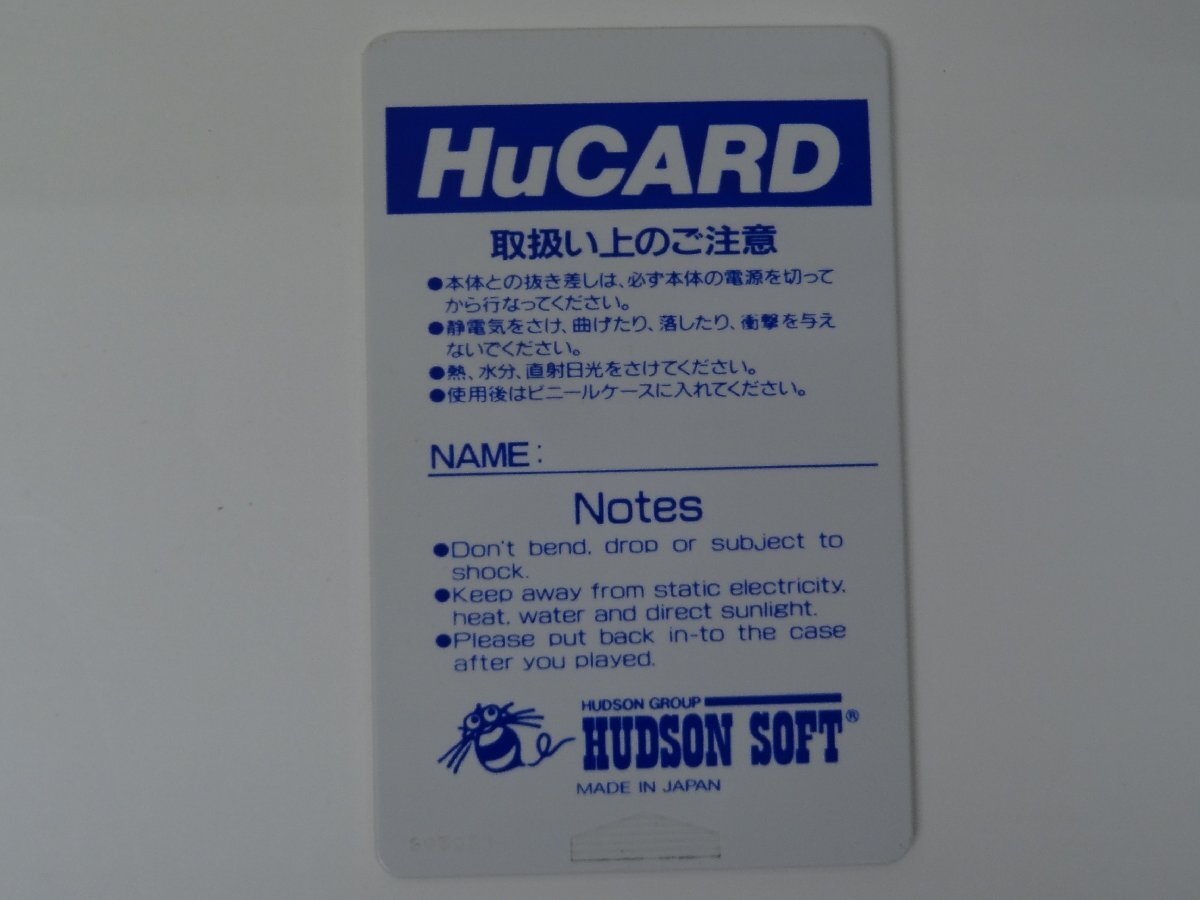 HuCARD
取扱い上のご注意
●本体との抜き差しは、必ず本体の電源を切って
から行なってください。
●静電気をさけ、曲げたり、落したり、衝撃を与え
ないでください。
●熱、水分、直射日光をさけてください。
●使用後はビニールケースに入れてください。
NAME:
Notes
●Don't bend, drop or subject to
shock.
●Keep away from static electricity,
heat, water and direct sunlight.
●Please put back in-to the case
after you played.
HUDSON GROUP
HUDSON SOFT®
MADE IN JAPAN